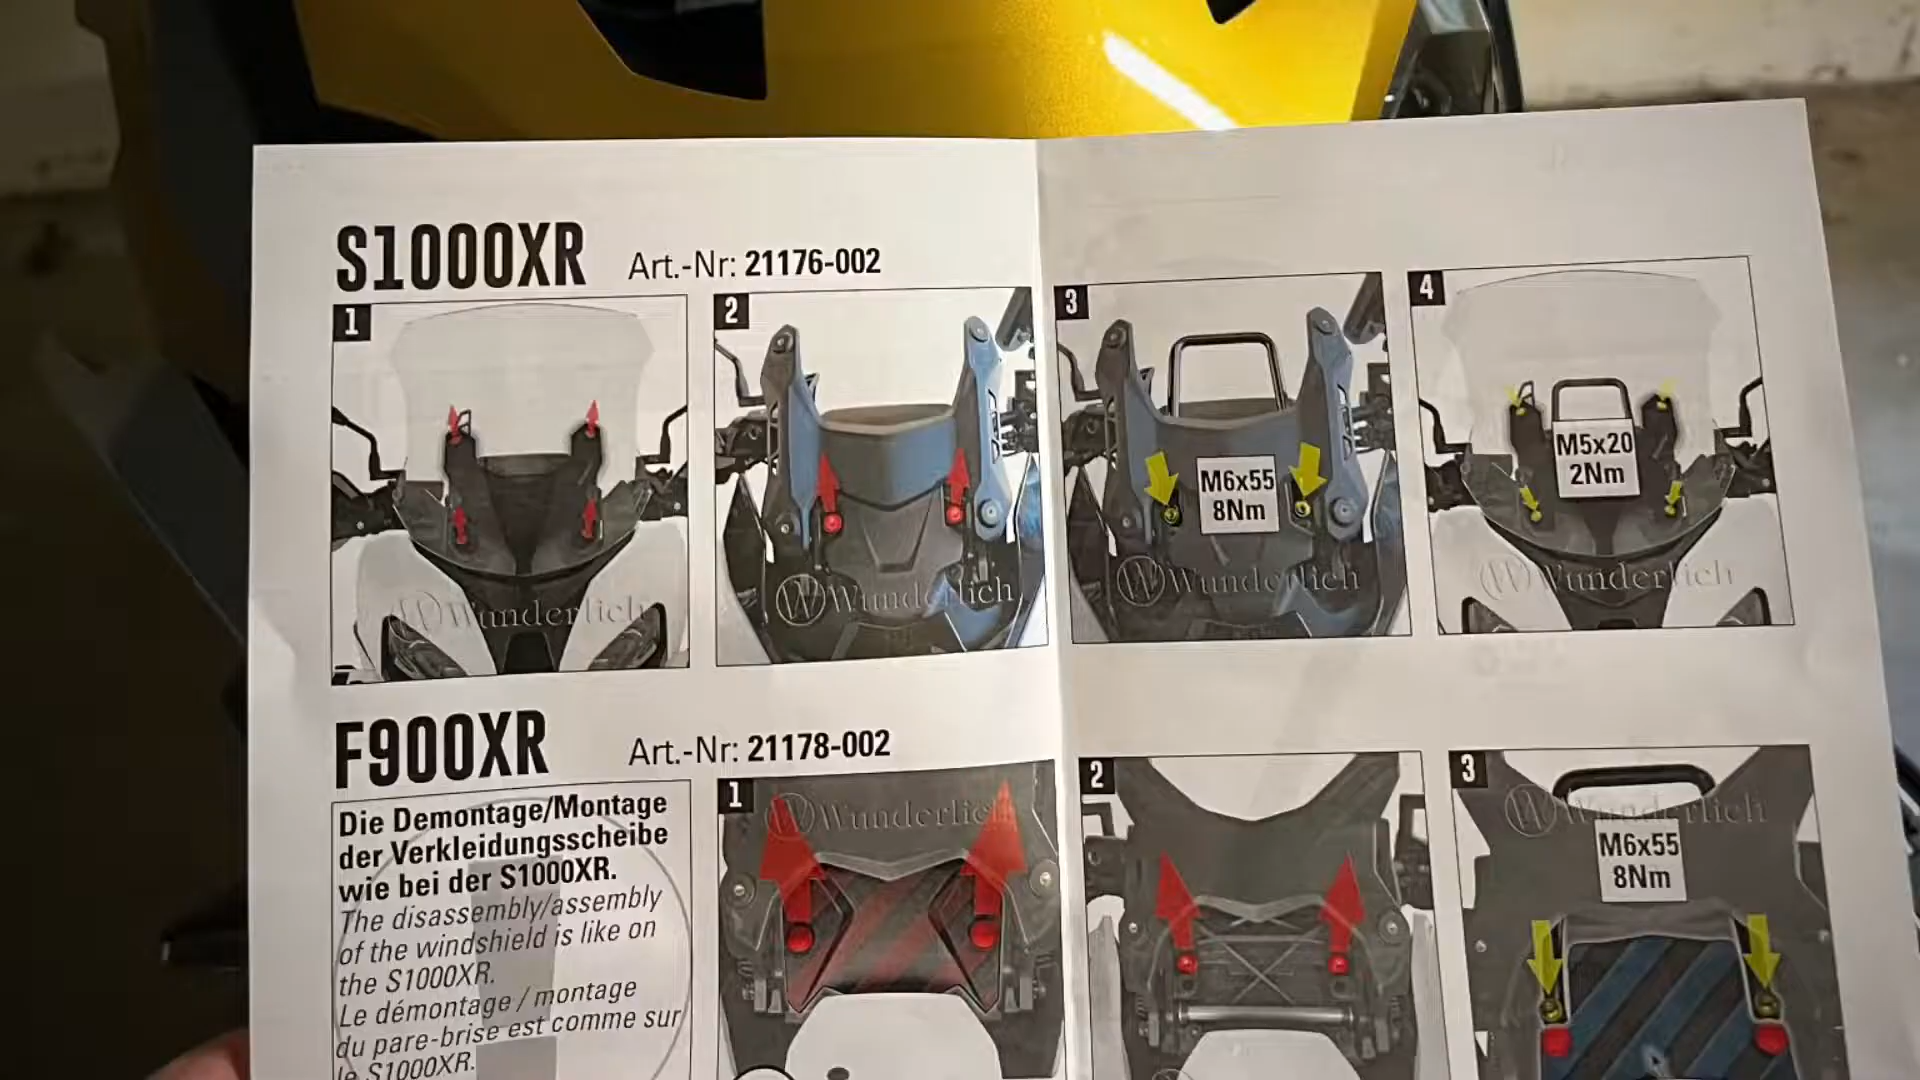 S1000XR Art.-Nr: 21176-002
1
2
3
4
M6x55
8Nm
M5x20
2Nm
Wunderlich
Wunderlich
Wunderlich
Wunderlich
F900XR Art.-Nr: 21178-002
Die Demontage/Montage
der Verkleidungsscheibe
wie bei der S1000XR.
The disassembly/assembly
of the windshield is like on
the S1000XR.
Le démontage / montage
du pare-brise est comme sur
le S1000XR.
1
Wunderlich
2
3
Wunderlich
M6x55
8Nm